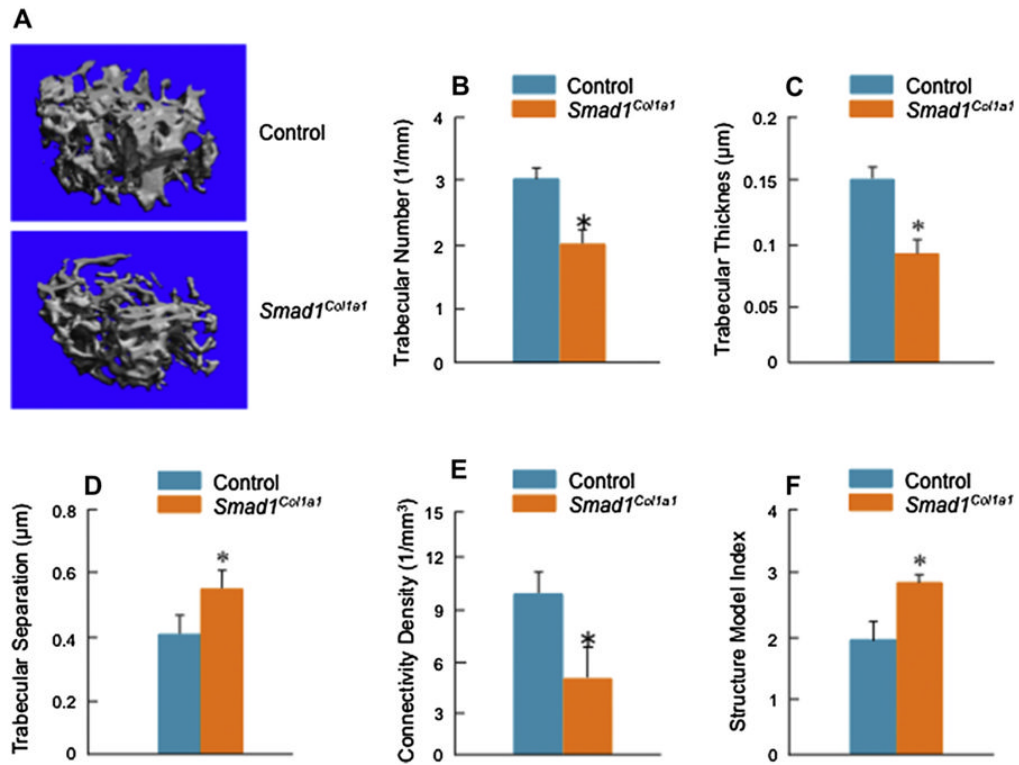 A
Control
Smad1Col1a1
B
Control
Smad1Col1a1
Trabecular Number (1/mm)
4
3
2
1
0
*
C
Control
Smad1Col1a1
Trabecular Thicknes (μm)
0.2
0.15
0.1
0.05
0
*
D
Control
Smad1Col1a1
Trabecular Separation (μm)
0.8
0.6
0.4
0.2
0
*
E
Control
Smad1Col1a1
Connectivity Density (1/mm³)
15
12
9
6
3
0
*
F
Control
Smad1Col1a1
Structure Model Index
4
3
2
1
0
*